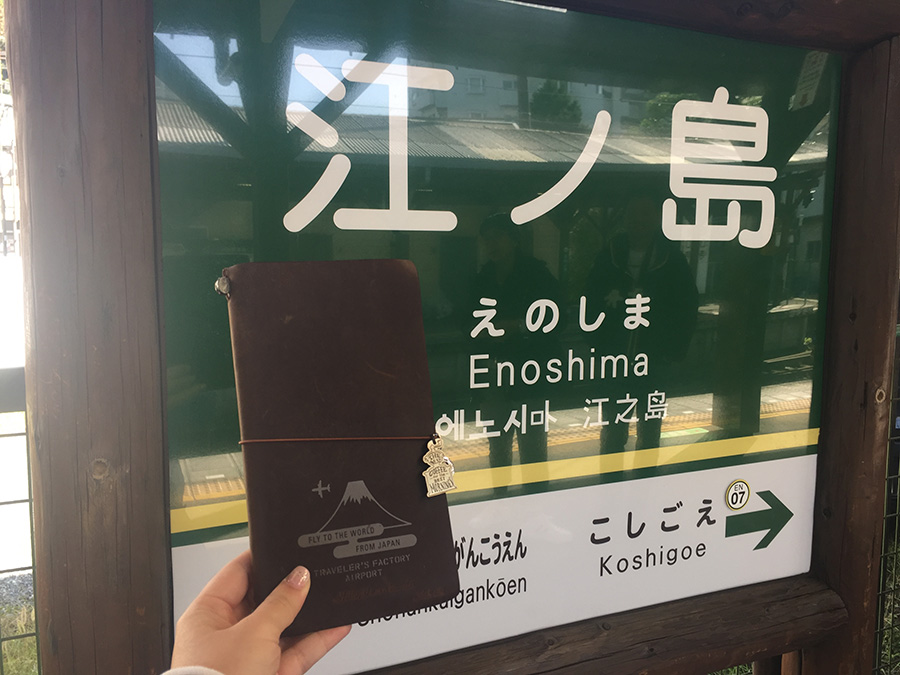 江ノ島
えのしま
Enoshima
에노시마 江之岛
がんこうえん
こしごえ
EN
07
Koshigoe
FLY TO THE WORLD
FROM JAPAN
TRAVELER'S FACTORY
AIRPORT